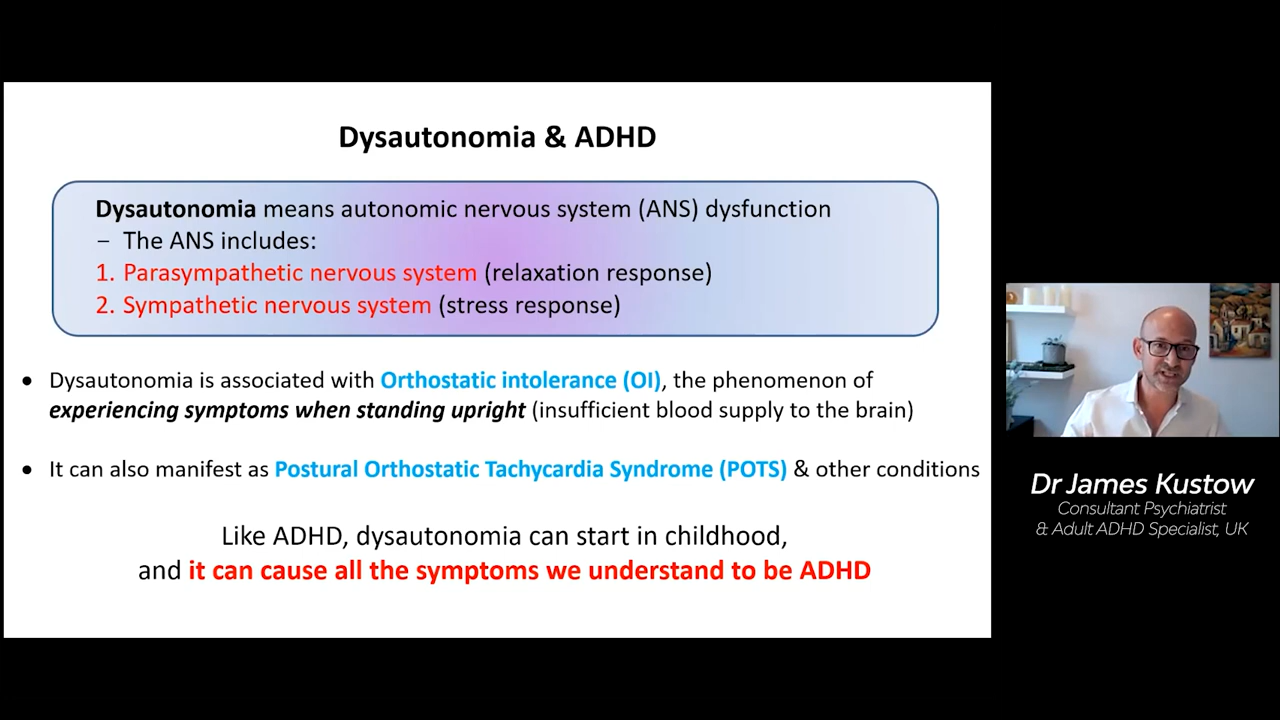 Dysautonomia & ADHD
Dysautonomia means autonomic nervous system (ANS) dysfunction
– The ANS includes:
1. Parasympathetic nervous system (relaxation response)
2. Sympathetic nervous system (stress response)
• Dysautonomia is associated with Orthostatic intolerance (OI), the phenomenon of
experiencing symptoms when standing upright (insufficient blood supply to the brain)
• It can also manifest as Postural Orthostatic Tachycardia Syndrome (POTS) & other conditions
Like ADHD, dysautonomia can start in childhood,
and it can cause all the symptoms we understand to be ADHD
Dr James Kustow
Consultant Psychiatrist
& Adult ADHD Specialist, UK